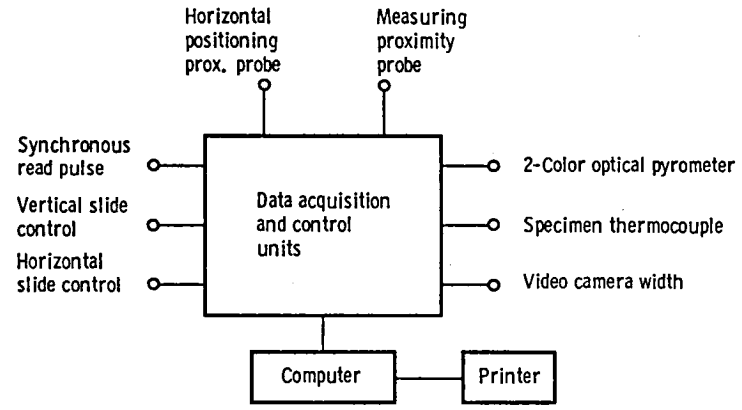 Horizontal
positioning
prox. probe
Measuring
proximity
probe
Synchronous
read pulse
Vertical slide
control
Horizontal
slide control
Data acquisition
and control
units
2-Color optical pyrometer
Specimen thermocouple
Video camera width
Computer
Printer